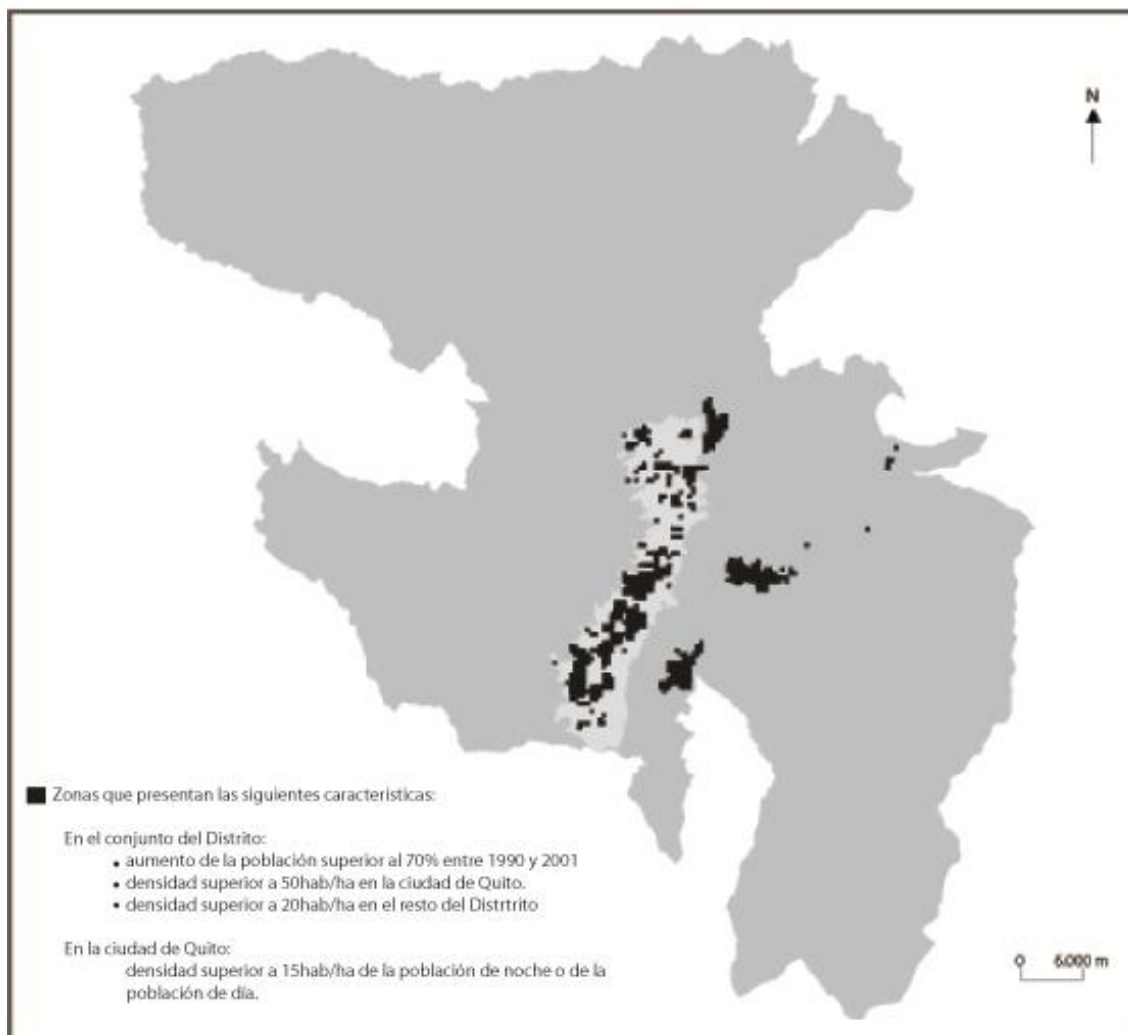 N
Zonas que presentan las siguientes características:
En el conjunto del Distrito:
• aumento de la población superior al 70% entre 1990 y 2001
• densidad superior a 50hab/ha en la ciudad de Quito.
• densidad superior a 20hab/ha en el resto del Distrtrito
En la ciudad de Quito:
densidad superior a 15hab/ha de la población de noche o de la
población de día.
0 6.000 m